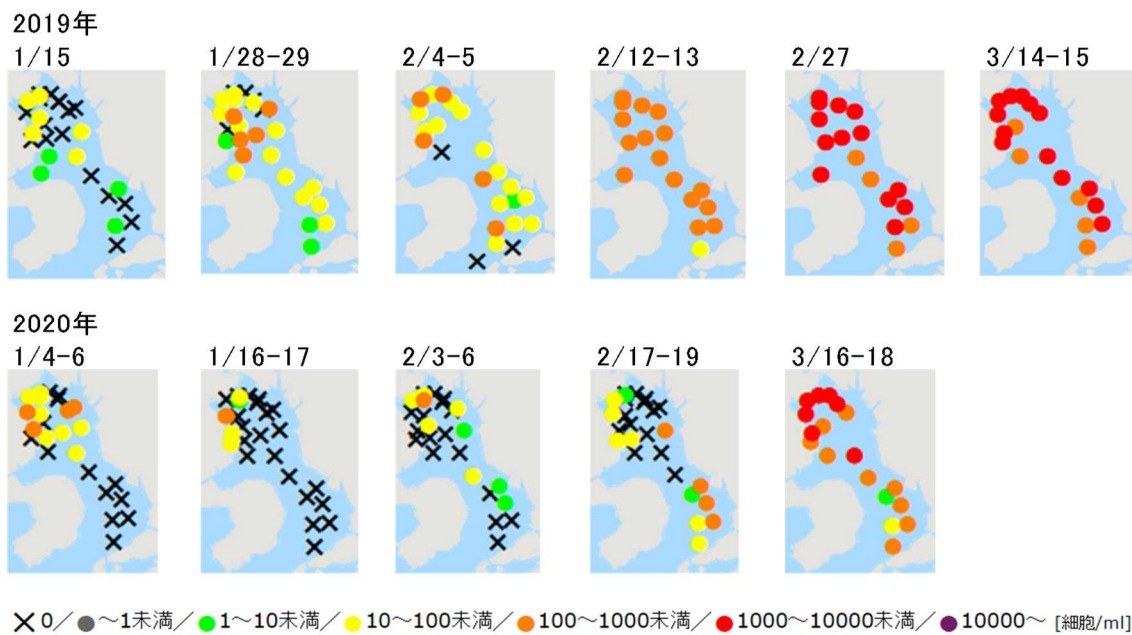 2019年
1/15 1/28-29 2/4-5 2/12-13 2/27 3/14-15
2020年
1/4-6 1/16-17 2/3-6 2/17-19 3/16-18
×0/●~1未満/●1~10未満/●10~100未満/●100~1000未満/●1000~10000未満/●10000~ [細胞/ml]